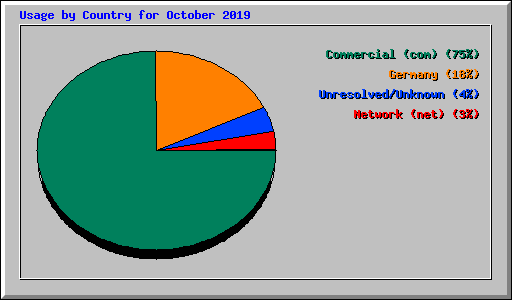 Usage by Country for October 2019
Commercial (com) (75%)
Germany (18%)
Unresolved/Unknown (4%)
Network (net) (3%)